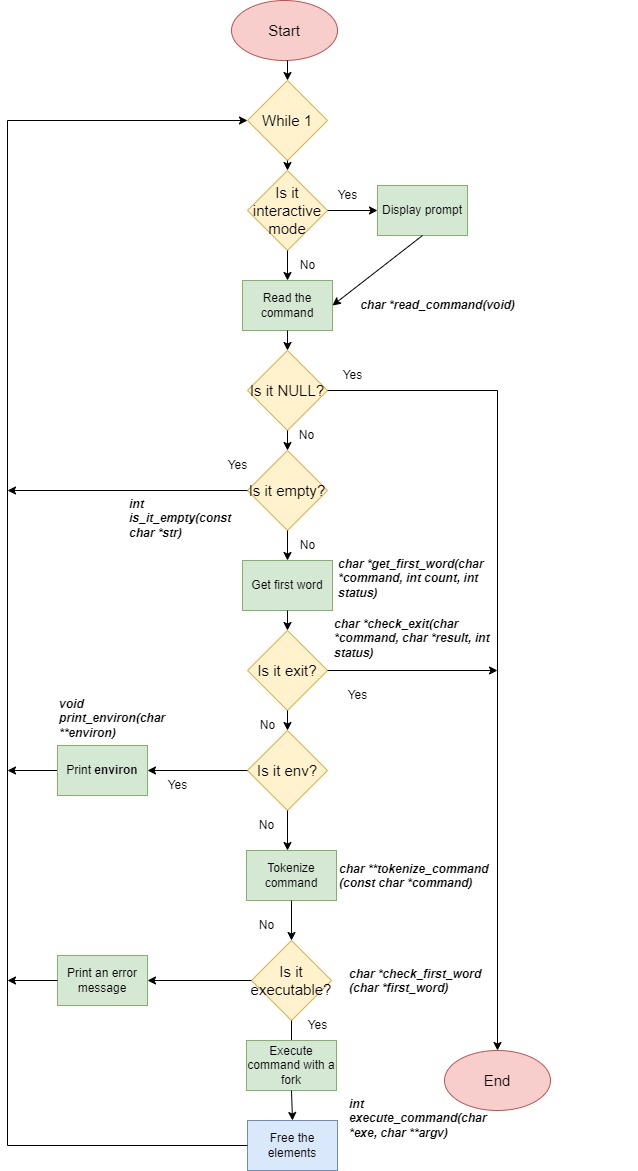 Start
While 1
Is it
interactive
mode
Yes
Display prompt
No
Read the
command
char *read_command(void)
Is it NULL?
Yes
No
Yes
Is it empty?
int
is_it_empty(const
char *str)
No
Get first word
char *get_first_word(char
*command, int count, int
status)
char *check_exit(char
*command, char *result, int
status)
Is it exit?
Yes
No
void
print_environ(char
**environ)
Print environ
Yes
Is it env?
No
Tokenize
command
char **tokenize_command
(const char *command)
No
Print an error
message
Is it
executable?
char *check_first_word
(char *first_word)
Yes
Execute
command with a
fork
End
int
execute_command(char
*exe, char **argv)
Free the
elements